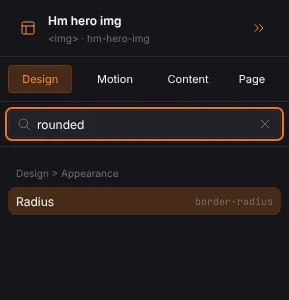 Hm hero img
<img> · hm-hero-img
Design Motion Content Page
rounded
Design > Appearance
Radius border-radius